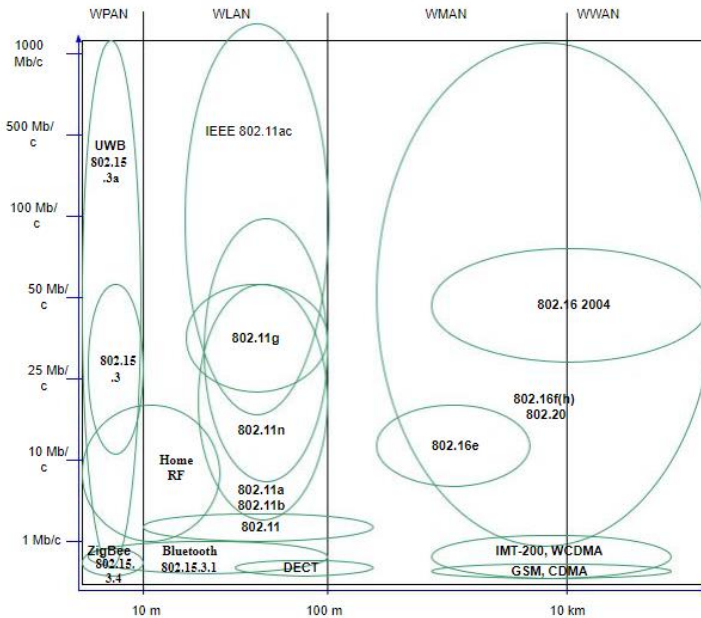 WPAN WLAN WMAN WWAN
1000
Mb/c
500 Mb/
c
100 Mb/
c
50 Mb/
c
25 Mb/
c
10 Mb/
c
1 Mb/c
UWB
802.15
.3a
IEEE 802.11ac
802.15
.3
802.11g
802.16 2004
802.11n
802.16f(h)
802.20
802.16e
Home
RF
802.11a
802.11b
802.11
ZigBee
802.15.
3.4
Bluetooth
802.15.3.1
DECT
IMT-200, WCDMA
GSM, CDMA
10 m 100 m 10 km